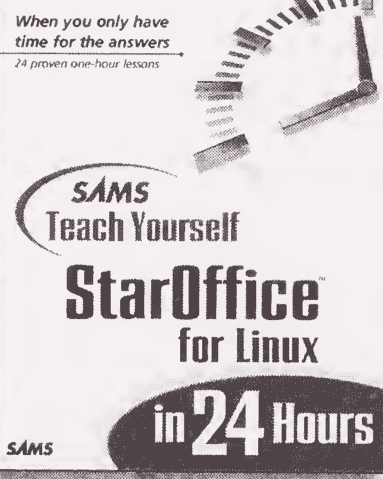 When you only have
time for the answers
24 proven one-hour lessons
SAMS
Teach Yourself
StarOffice™
for Linux
in 24 Hours
SAMS